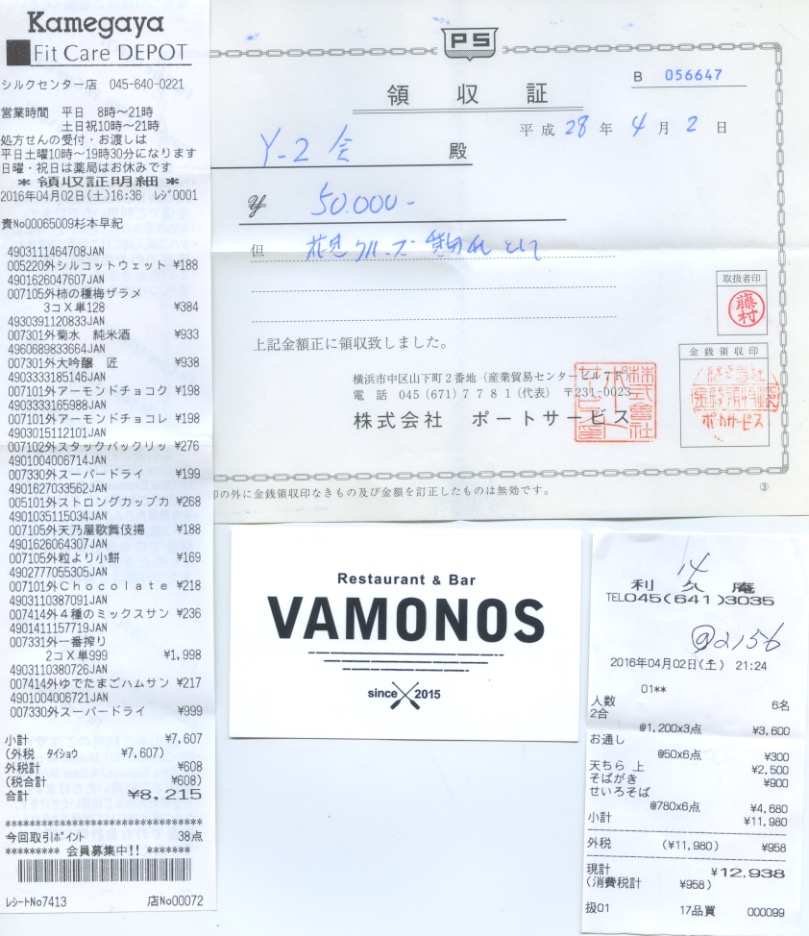 Kamegaya
Fit Care DEPOT
シルクセンター店 045-640-0221
営業時間 平日 8時〜21時
土日祝10時〜21時
処方せんの受付・お渡しは
平日土曜10時〜19時30分になります
日曜・祝日は薬局はお休みです
＊領収証明細＊
2016年04月02日(土)16:36 レジ0001
責No00065009杉本早紀
4903111464708JAN
005220外シルコットウェット ¥188
4901626047607JAN
007105外柿の種梅ザラメ
3コX単128 ¥384
4930391120833JAN
007301外菊水 純米酒 ¥933
4960689833664JAN
007301外大吟醸 匠 ¥938
4903333185146JAN
007101外アーモンドチョコク ¥198
4903333165988JAN
007101外アーモンドチョコレ ¥198
4903015112101JAN
007102外スタックパックリッ ¥276
4901004006714JAN
007330外スーパードライ ¥199
4901627033562JAN
005101外ストロングカップカ ¥268
4901035115034JAN
007105外天乃屋歌舞伎揚 ¥188
4901626064307JAN
007105外粒より小餅 ¥169
4902777055305JAN
007101外Ｃｈｏｃｏｌａｔｅ ¥218
4903110387091JAN
007414外４種のミックスサン ¥236
4901411157719JAN
007331外一番搾り
2コX単999 ¥1,998
4903110380726JAN
007414外ゆでたまごハムサン ¥217
4901004006721JAN
007330外スーパードライ ¥999
小計 ¥7,607
(外税 ﾀｲｼｮｳ ¥7,607)
外税計 ¥608
(税合計 ¥608)
合計 ¥8,215
**********************************
今回取引ﾎﾟｲﾝﾄ 38点
********* 会員募集中!! *******
ﾚｼｰﾄNo7413 店No00072
PS
B 056647
領収証
平成 28 年 4 月 2 日
Y-2会 殿
¥ 50.000-
但 花見クルーズ として
取扱者印
藤村
上記金額正に領収致しました。
金銭領収印
横浜市中区山下町２番地（産業貿易センタービル７F
電話 045（671）7781（代表）〒231-0023
株式会社 ポートサービス
の外に金銭領収印なきもの及び金額を訂正したものは無効です。
③
Restaurant & Bar
VAMONOS
since 2015
14
利久庵
TEL045(641)3035
@2156
2016年04月02日(土) 21:24
01**
人数 6名
2合
@1,200x3点 ¥3,600
お通し
@50x6点 ¥300
天ちら 上 ¥2,500
そばがき ¥900
せいろそば
@780x6点 ¥4,680
小計 ¥11,980
外税 (¥11,980) ¥958
現計 ¥12,938
(消費税計 ¥958)
扱01 17品買 000099